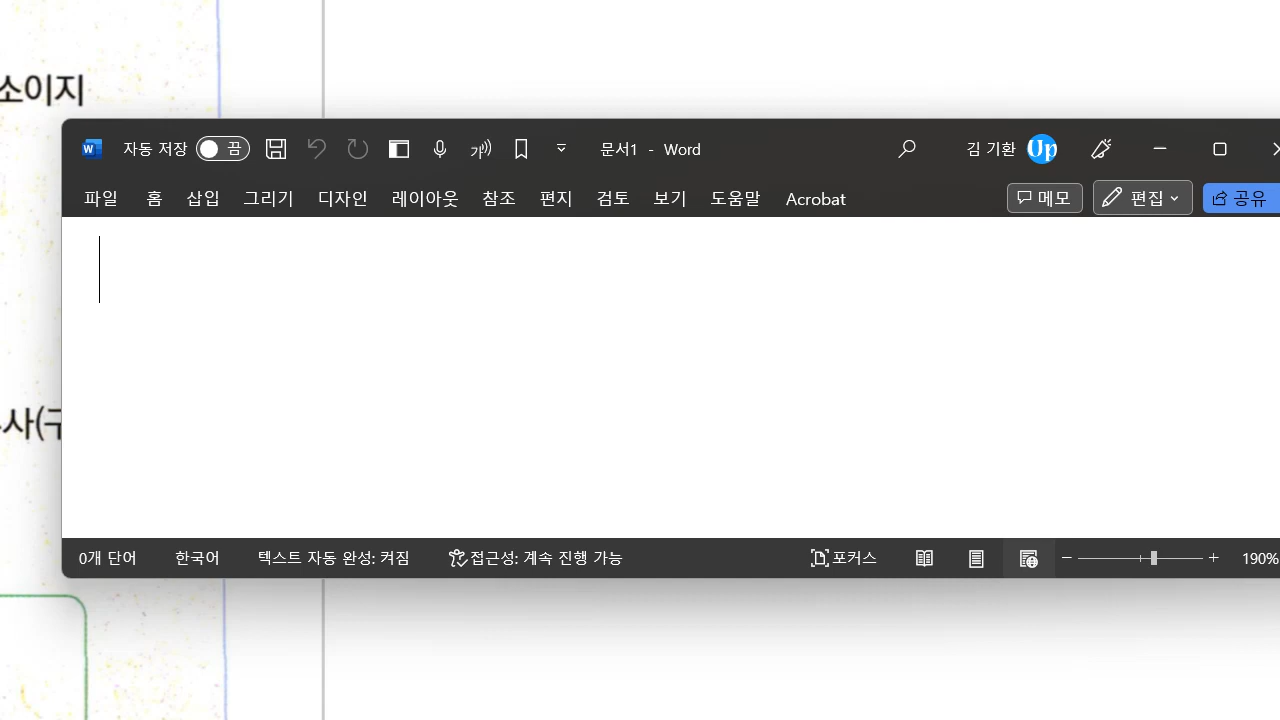 소이지
자동 저장 끔 가 문서1 - Word 김 기환 Up
파일 홈 삽입 그리기 디자인 레이아웃 참조 편지 검토 보기 도움말 Acrobat 메모 편집 공유
사(구
0개 단어 한국어 텍스트 자동 완성: 켜짐 접근성: 계속 진행 가능 포커스 190%